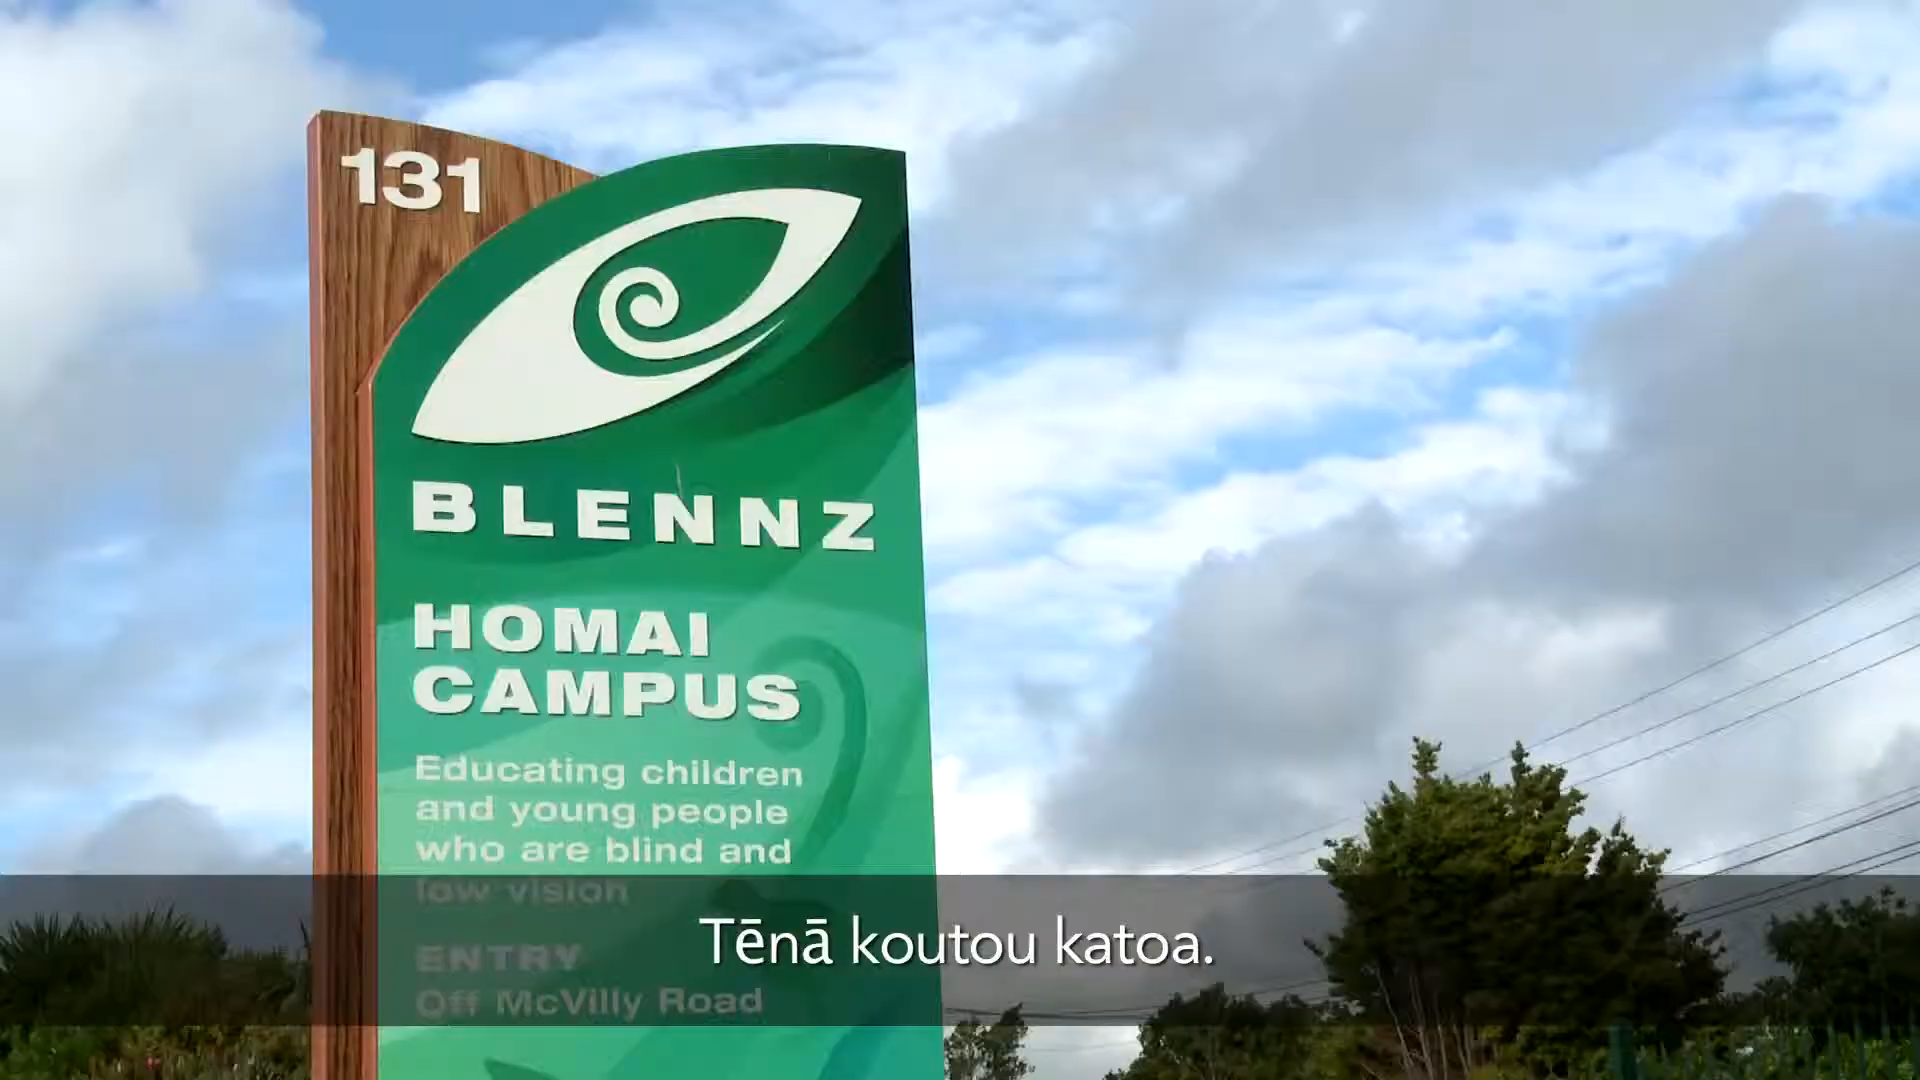 131
BLENNZ
HOMAI
CAMPUS
Educating children
and young people
who are blind and
low vision
ENTRY
Off McVilly Road
Tēnā koutou katoa.